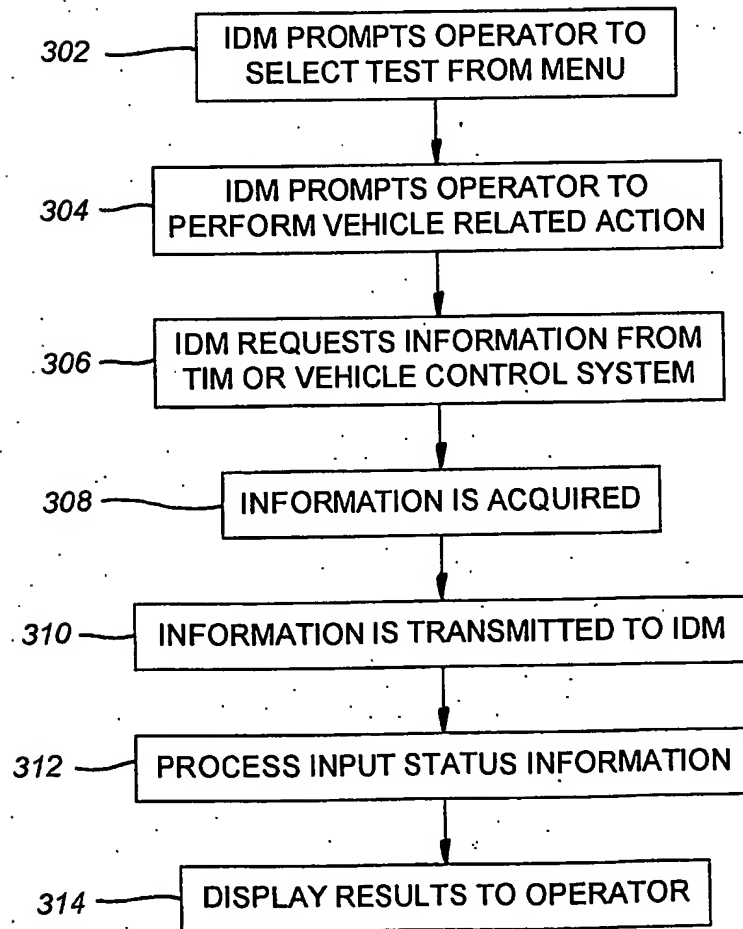 302
IDM PROMPTS OPERATOR TO
SELECT TEST FROM MENU
304
IDM PROMPTS OPERATOR TO
PERFORM VEHICLE RELATED ACTION
306
IDM REQUESTS INFORMATION FROM
TIM OR VEHICLE CONTROL SYSTEM
308
INFORMATION IS ACQUIRED
310
INFORMATION IS TRANSMITTED TO IDM
312
PROCESS INPUT STATUS INFORMATION
314
DISPLAY RESULTS TO OPERATOR